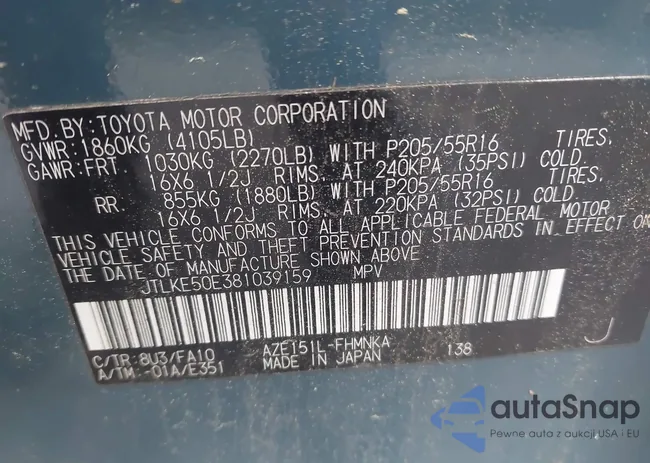 MFD.BY:TOYOTA MOTOR CORPORATION
GVWR:1860KG (4105LB)
GAWR:FRT. 1030KG (2270LB) WITH P205/55R16 TIRES.
16X6 1/2J RIMS. AT 240KPA (35PSI) COLD
RR. 855KG (1880LB) WITH P205/55R16 TIRES.
16X6 1/2J RIMS. AT 220KPA (32PSI) COLD
THIS VEHICLE CONFORMS TO ALL APPLICABLE FEDERAL MOTOR
VEHICLE SAFETY AND THEFT PREVENTION STANDARDS IN EFFECT ON
THE DATE OF MANUFACTURE SHOWN ABOVE
JTLKE50E381039159 MPV
C/TR:8U3/FA10 AZE151L-FHMNKA 138
A/TM:-01A/E351 MADE IN JAPAN
J
autaSnap
Pewne auta z aukcji USA i EU